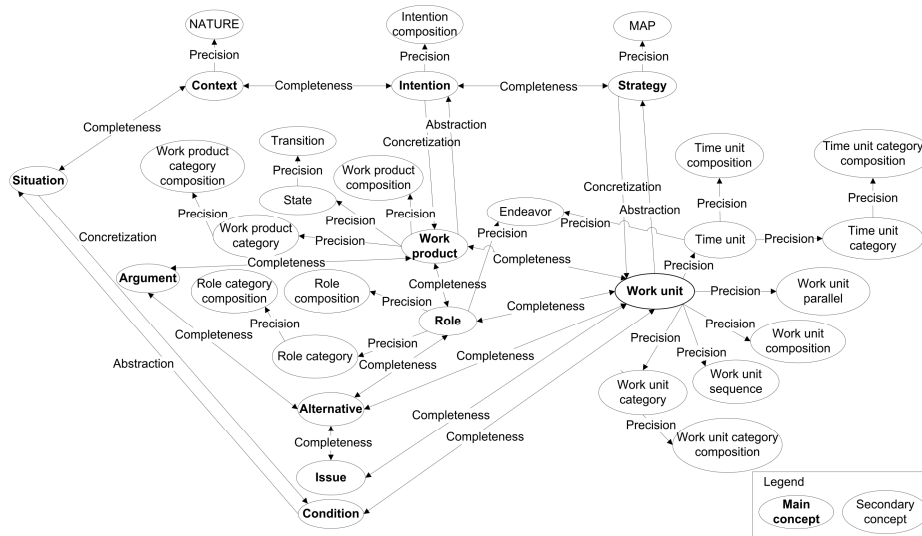 NATURE
Intention
composition
MAP
Precision
Precision
Precision
Context
Completeness
Intention
Completeness
Strategy
Completeness
Abstraction
Concretization
Transition
Work product
category
composition
Work product
composition
Time unit
composition
Time unit category
composition
Precision
Situation
State
Concretization
Precision
Precision
Precision
Precision
Precision
Endeavor
Abstraction
Work product
category
Precision
Precision
Precision
Time unit
Precision
Time unit
category
Concretization
Work
product
Completeness
Completeness
Argument
Precision
Role category
composition
Role
composition
Completeness
Work unit
Precision
Work unit
parallel
Precision
Role
Completeness
Precision
Completeness
Precision
Precision
Work unit
composition
Role category
Precision
Completeness
Completeness
Precision
Abstraction
Work unit
category
Work unit
sequence
Alternative
Completeness
Completeness
Completeness
Precision
Work unit category
composition
Issue
Condition
Legend
Main
concept
Secondary
concept